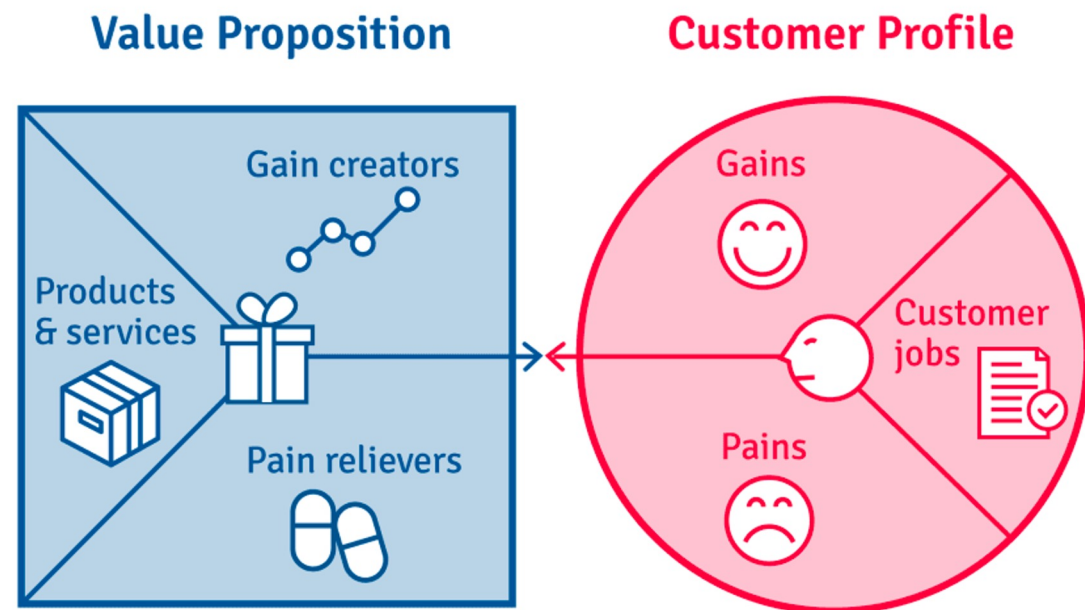 Value Proposition
Customer Profile
Gain creators
Products
& services
Pain relievers
Gains
Customer
jobs
Pains